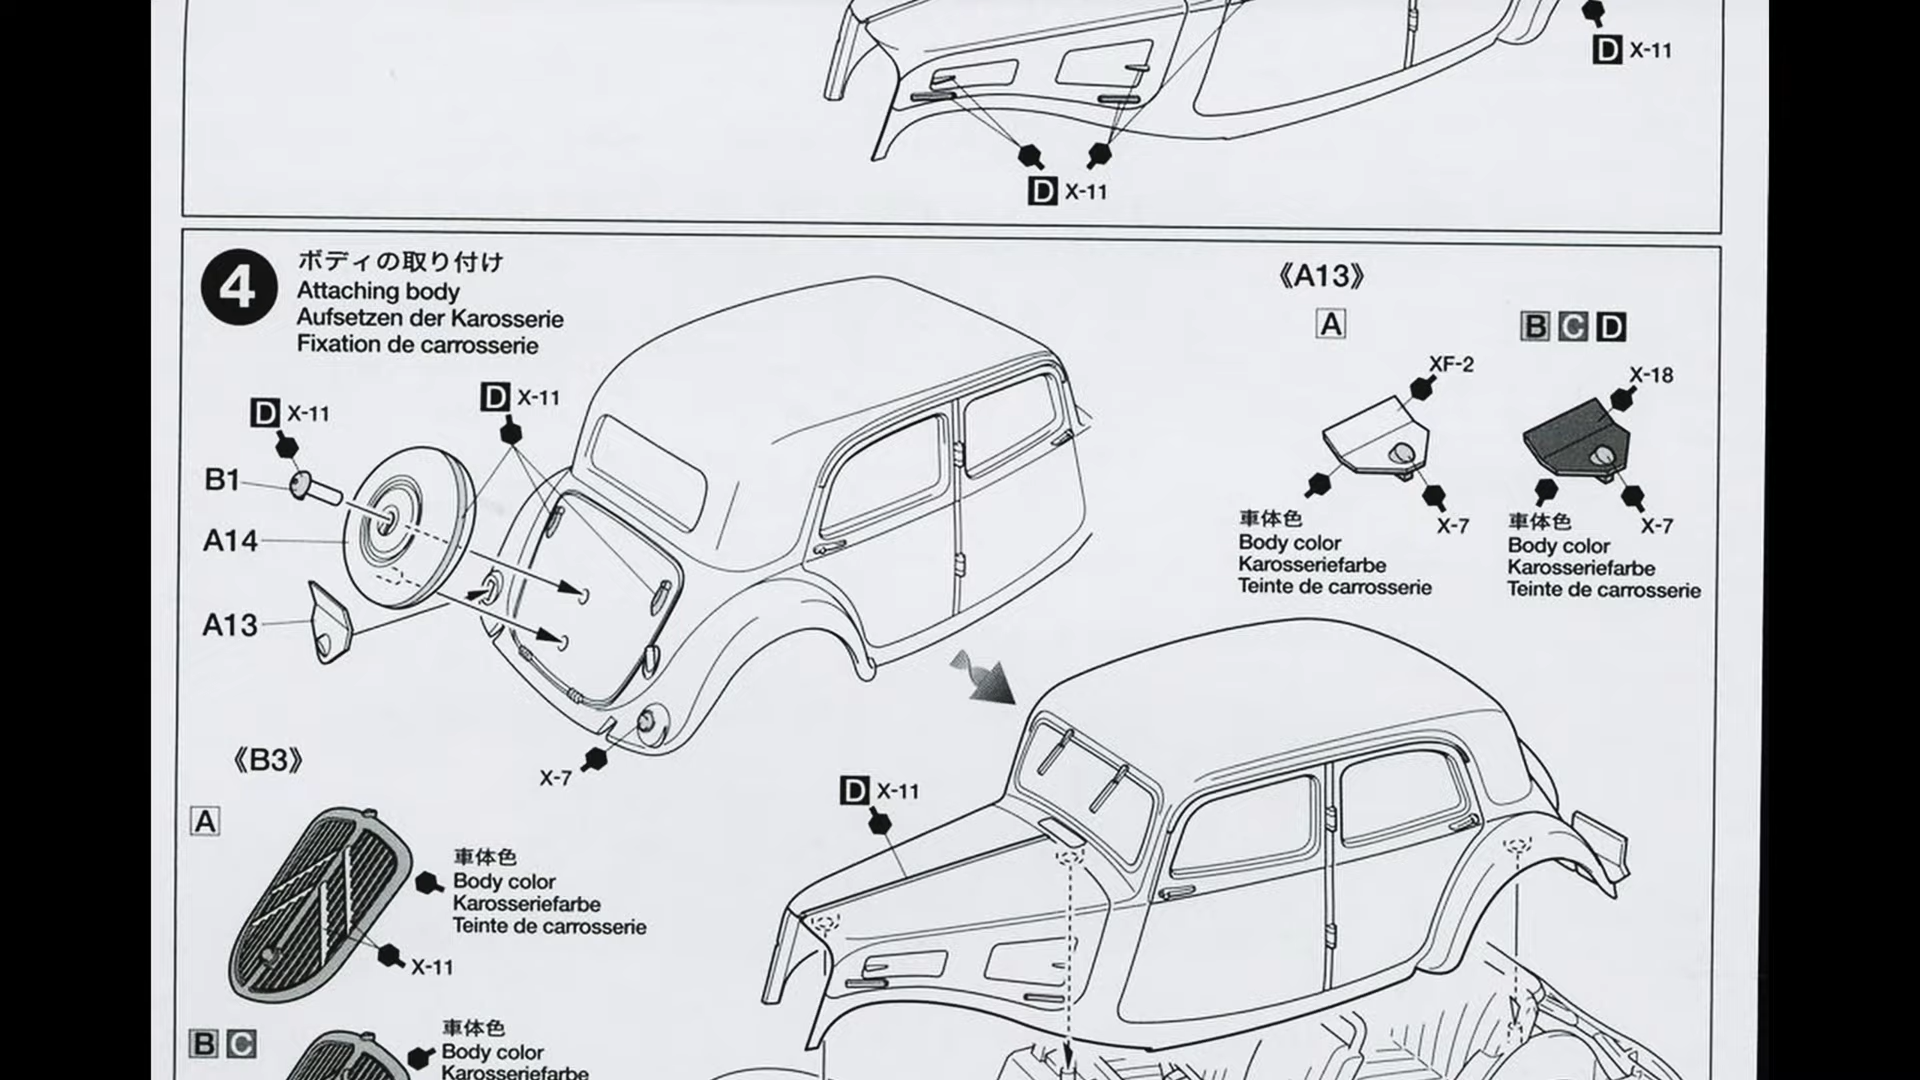 D X-11
D X-11
4
ボディの取り付け
Attaching body
Aufsetzen der Karosserie
Fixation de carrosserie
《A13》
A
B C D
XF-2
X-18
D X-11
D X-11
B1
A14
A13
車体色
Body color
Karosseriefarbe
Teinte de carrosserie
X-7
車体色
Body color
Karosseriefarbe
Teinte de carrosserie
X-7
X-7
《B3》
D X-11
A
車体色
Body color
Karosseriefarbe
Teinte de carrosserie
X-11
B C
車体色
Body color
Karosseriefarbe